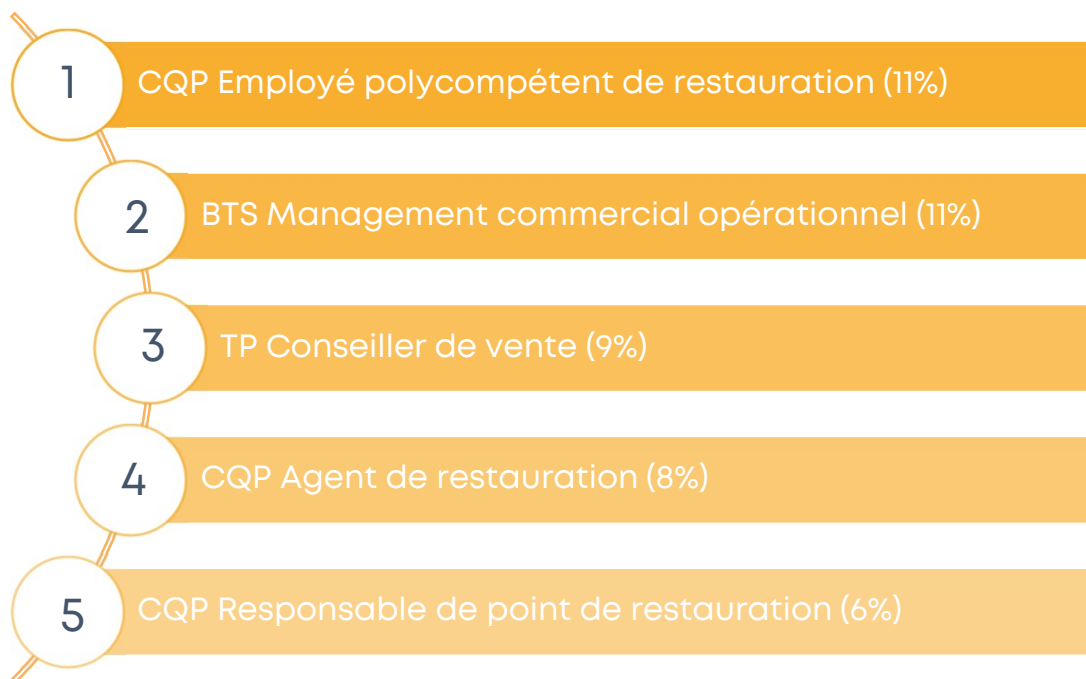 1
CQP Employé polycompétent de restauration (11%)
2
BTS Management commercial opérationnel (11%)
3
TP Conseiller de vente (9%)
4
CQP Agent de restauration (8%)
5
CQP Responsable de point de restauration (6%)